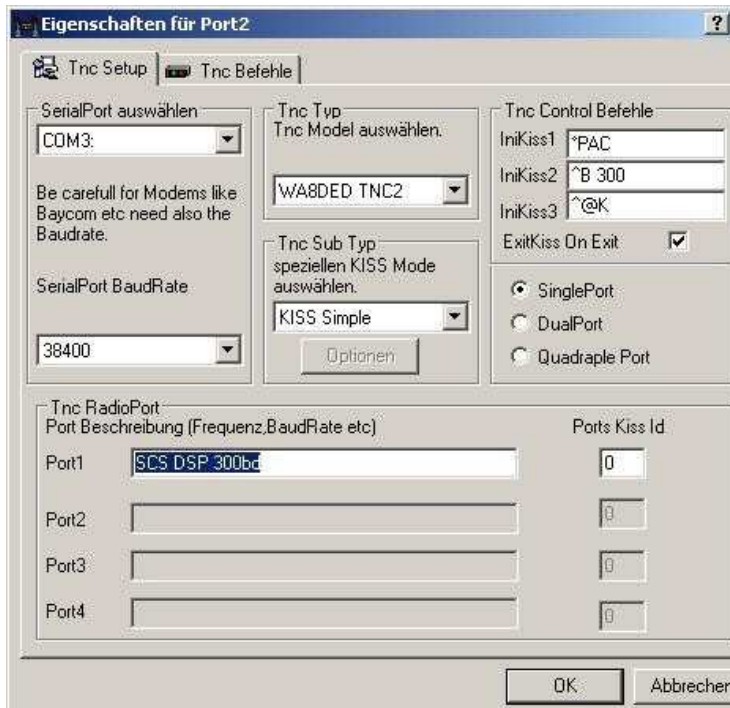 Eigenschaften für Port2
?
Tnc Setup
Tnc Befehle
SerialPort auswählen
COM3:
Be carefull for Modems like
Baycom etc need also the
Baudrate.
SerialPort BaudRate
38400
Tnc Typ
Tnc Model auswählen.
WA8DED TNC2
Tnc Sub Typ
speziellen KISS Mode
auswählen.
KISS Simple
Optionen
Tnc Control Befehle
IniKiss1 *PAC
IniKiss2 ^B 300
IniKiss3 ^@K
ExitKiss On Exit
SinglePort
DualPort
Quadraple Port
Tnc RadioPort
Port Beschreibung (Frequenz,BaudRate etc) Ports Kiss Id
Port1 SCS DSP 300bd 0
Port2 0
Port3 0
Port4 0
OK
Abbrechen